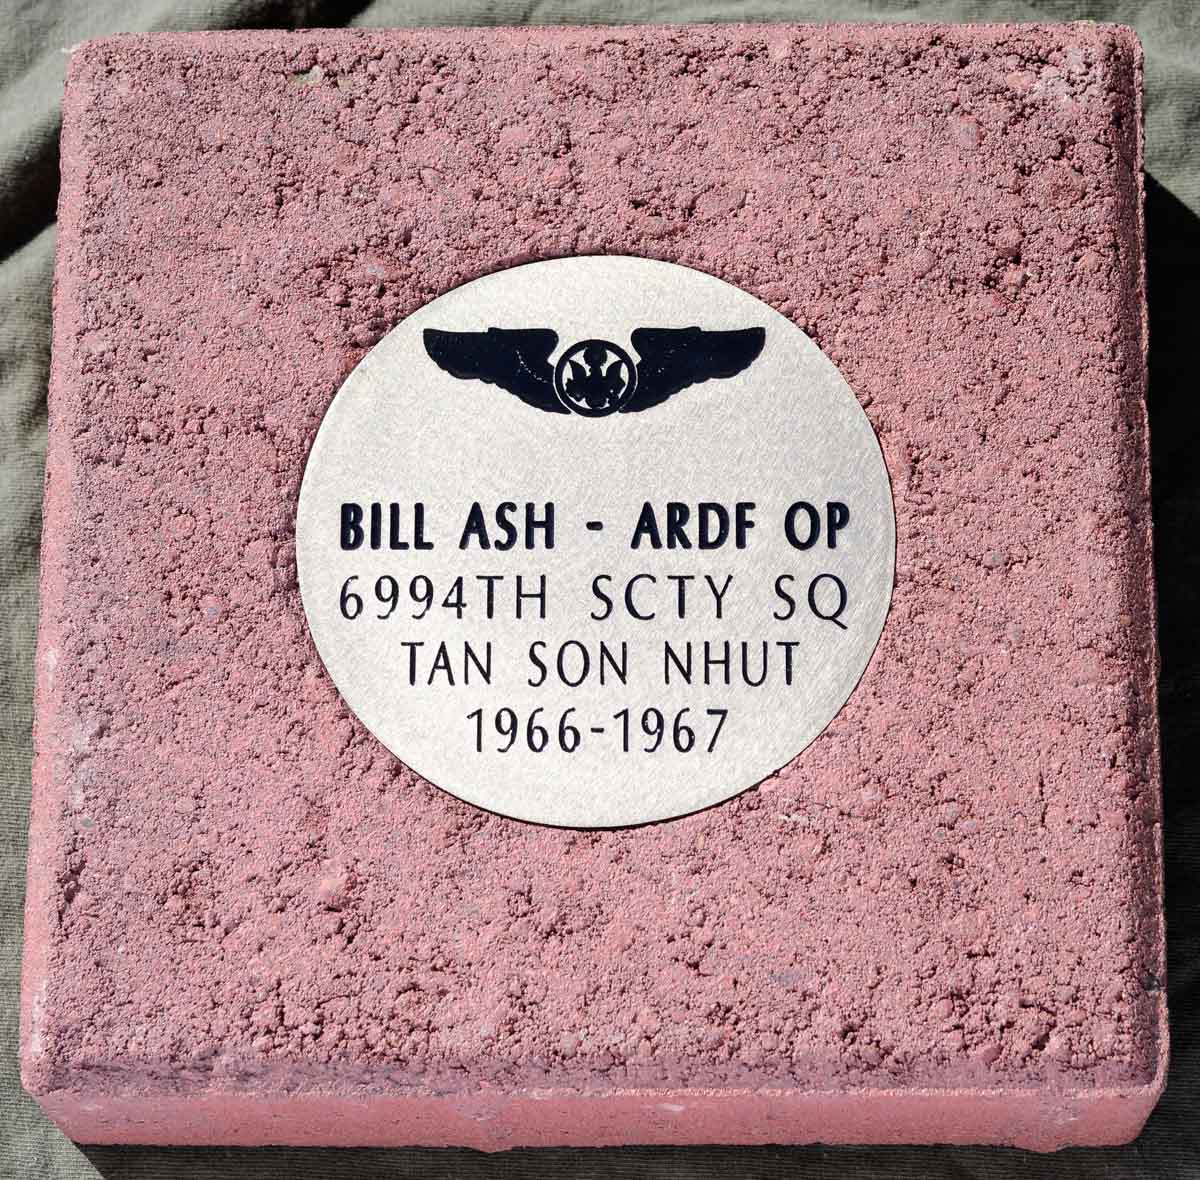 BILL ASH - ARDF OP
6994TH SCTY SQ
TAN SON NHUT
1966-1967